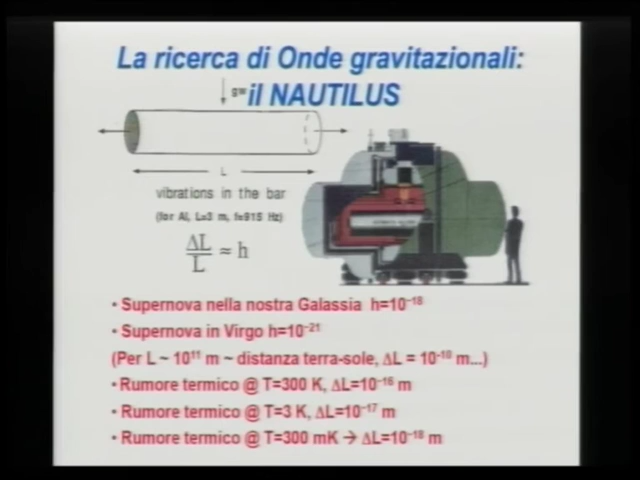 La ricerca di Onde gravitazionali:
gw il NAUTILUS
L
vibrations in the bar
(for Al, L=3 m, f=915 Hz)
ΔL/L ≈ h
• Supernova nella nostra Galassia h=10⁻¹⁸
• Supernova in Virgo h=10⁻²¹
(Per L ~ 10¹¹ m ~ distanza terra-sole, ΔL = 10⁻¹⁰ m...)
• Rumore termico @ T=300 K, ΔL=10⁻¹⁶ m
• Rumore termico @ T=3 K, ΔL=10⁻¹⁷ m
• Rumore termico @ T=300 mK → ΔL=10⁻¹⁸ m